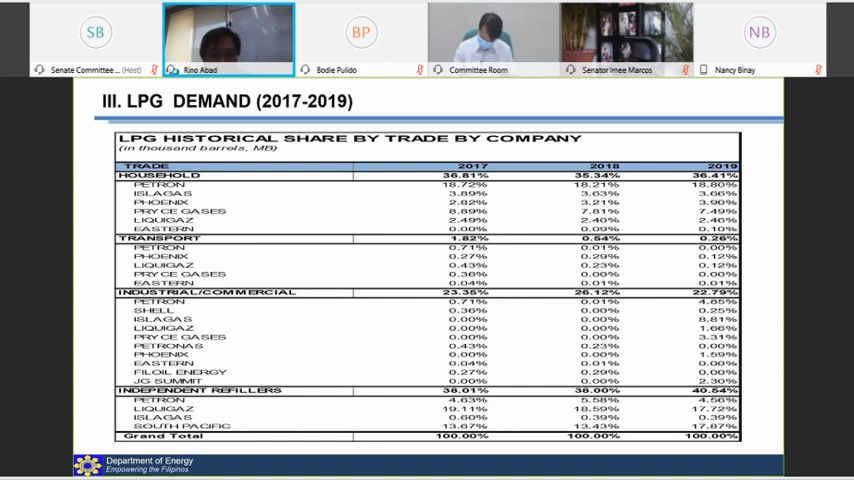 SB
BP
NB
Senate Committee ... (Host)
Rino Abad
Bodie Pulido
Committee Room
Senator Imee Marcos
Nancy Binay
III. LPG DEMAND (2017-2019)
LPG HISTORICAL SHARE BY TRADE BY COMPANY
(in thousand barrels, MB)
TRADE 2017 2018 2019
HOUSEHOLD 36.81% 35.34% 36.41%
PETRON 18.72% 18.21% 18.80%
ISLAGAS 3.89% 3.63% 3.66%
PHOENIX 2.82% 3.21% 3.90%
PRYCE GASES 8.89% 7.81% 7.49%
LIQUIGAZ 2.49% 2.40% 2.46%
EASTERN 0.00% 0.09% 0.10%
TRANSPORT 1.82% 0.54% 0.26%
PETRON 0.71% 0.01% 0.00%
PHOENIX 0.27% 0.29% 0.12%
LIQUIGAZ 0.43% 0.23% 0.12%
PRYCE GASES 0.36% 0.00% 0.00%
EASTERN 0.04% 0.01% 0.01%
INDUSTRIAL/COMMERCIAL 23.35% 26.12% 22.79%
PETRON 0.71% 0.01% 4.85%
SHELL 0.36% 0.00% 0.25%
ISLAGAS 0.00% 0.00% 8.81%
LIQUIGAZ 0.00% 0.00% 1.66%
PRYCE GASES 0.00% 0.00% 3.31%
PETRONAS 0.43% 0.23% 0.00%
PHOENIX 0.00% 0.00% 1.59%
EASTERN 0.04% 0.01% 0.00%
FILOIL ENERGY 0.27% 0.29% 0.00%
JG SUMMIT 0.00% 0.00% 2.30%
INDEPENDENT REFILLERS 38.01% 38.00% 40.54%
PETRON 4.63% 5.58% 4.56%
LIQUIGAZ 19.11% 18.59% 17.72%
ISLAGAS 0.60% 0.39% 0.39%
SOUTH PACIFIC 13.67% 13.43% 17.87%
Grand Total 100.00% 100.00% 100.00%
Department of Energy
Empowering the Filipinos